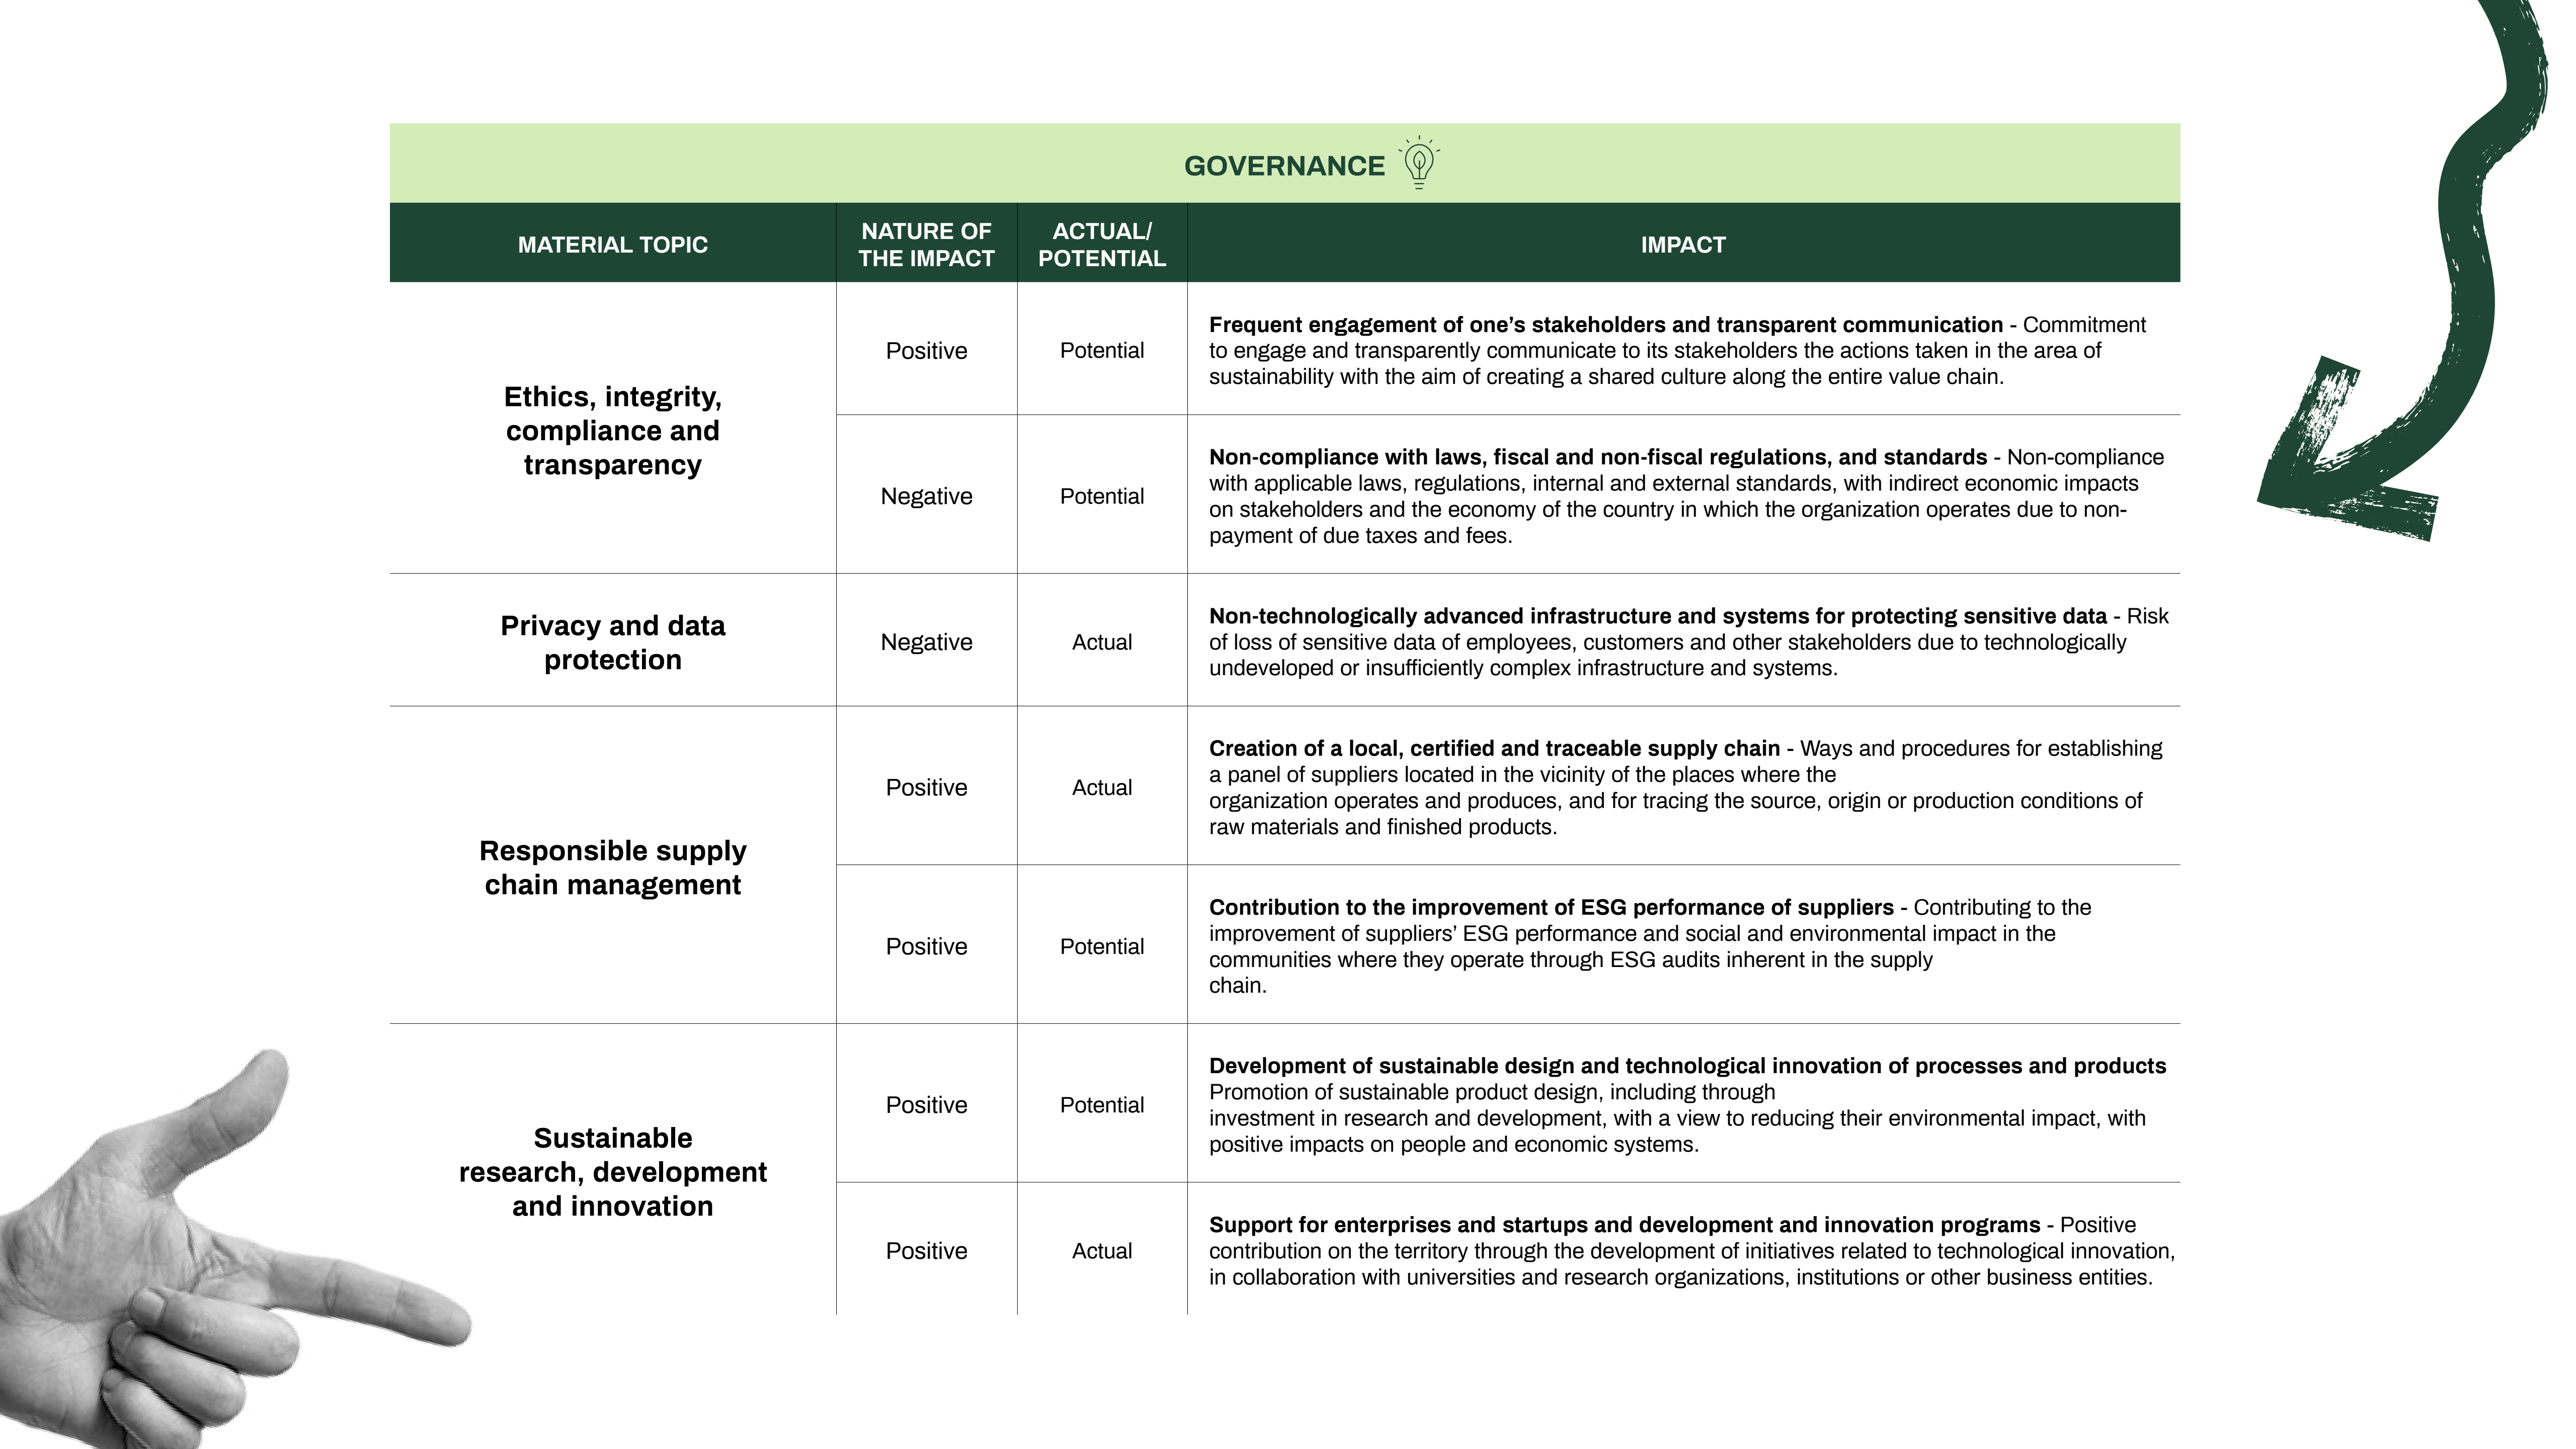 GOVERNANCE
MATERIAL TOPIC
NATURE OF
THE IMPACT
ACTUAL/
POTENTIAL
IMPACT
Ethics, integrity,
compliance and
transparency
Positive
Potential
Frequent engagement of one’s stakeholders and transparent communication - Commitment
to engage and transparently communicate to its stakeholders the actions taken in the area of
sustainability with the aim of creating a shared culture along the entire value chain.
Negative
Potential
Non-compliance with laws, fiscal and non-fiscal regulations, and standards - Non-compliance
with applicable laws, regulations, internal and external standards, with indirect economic impacts
on stakeholders and the economy of the country in which the organization operates due to non-
payment of due taxes and fees.
Privacy and data
protection
Negative
Actual
Non-technologically advanced infrastructure and systems for protecting sensitive data - Risk
of loss of sensitive data of employees, customers and other stakeholders due to technologically
undeveloped or insufficiently complex infrastructure and systems.
Responsible supply
chain management
Positive
Actual
Creation of a local, certified and traceable supply chain - Ways and procedures for establishing
a panel of suppliers located in the vicinity of the places where the
organization operates and produces, and for tracing the source, origin or production conditions of
raw materials and finished products.
Positive
Potential
Contribution to the improvement of ESG performance of suppliers - Contributing to the
improvement of suppliers’ ESG performance and social and environmental impact in the
communities where they operate through ESG audits inherent in the supply
chain.
Sustainable
research, development
and innovation
Positive
Potential
Development of sustainable design and technological innovation of processes and products
Promotion of sustainable product design, including through
investment in research and development, with a view to reducing their environmental impact, with
positive impacts on people and economic systems.
Positive
Actual
Support for enterprises and startups and development and innovation programs - Positive
contribution on the territory through the development of initiatives related to technological innovation,
in collaboration with universities and research organizations, institutions or other business entities.